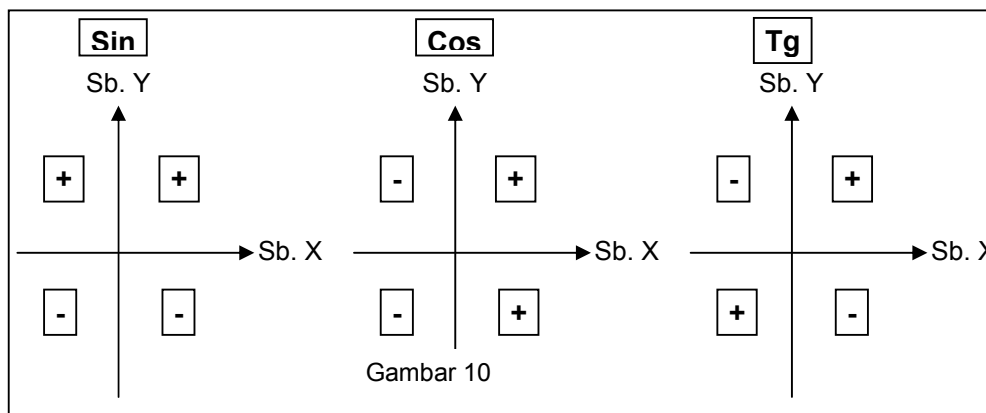 Sin Cos Tg
Sb. Y Sb. Y Sb. Y
+ + - + - +
Sb. X Sb. X Sb. X
- - - + + -
Gambar 10